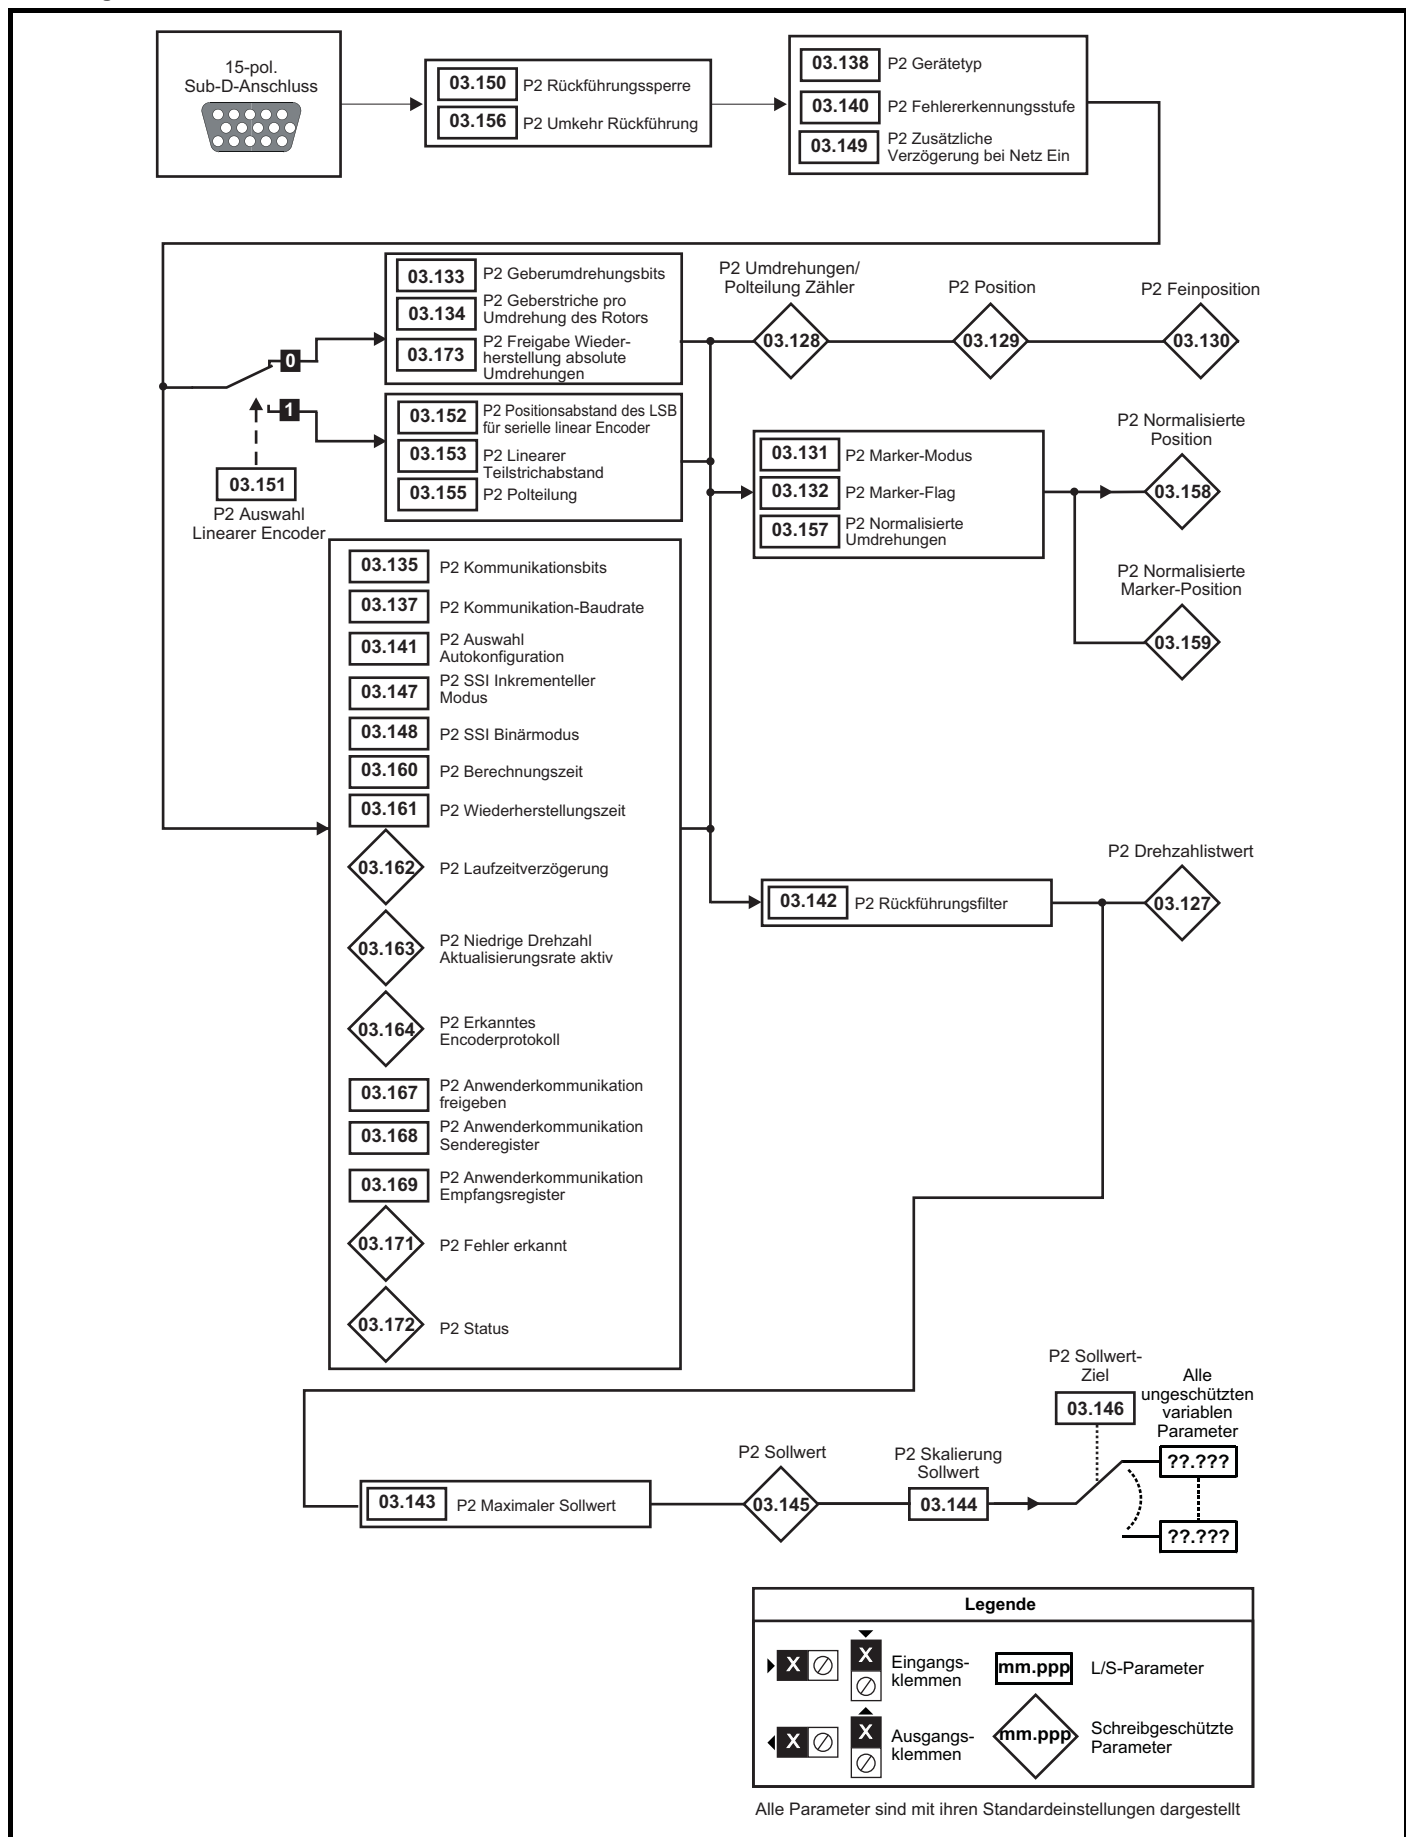 15-pol.
Sub-D-Anschluss
03.150 P2 Rückführungssperre
03.156 P2 Umkehr Rückführung
03.138 P2 Gerätetyp
03.140 P2 Fehlererkennungsstufe
03.149 P2 Zusätzliche
Verzögerung bei Netz Ein
03.133 P2 Geberumdrehungsbits
03.134 P2 Geberstriche pro
Umdrehung des Rotors
03.173 P2 Freigabe Wieder-
herstellung absolute
Umdrehungen
0
1
03.151
P2 Auswahl
Linearer Encoder
03.152 P2 Positionsabstand des LSB
für serielle linear Encoder
03.153 P2 Linearer
Teilstrichabstand
03.155 P2 Polteilung
P2 Umdrehungen/
Polteilung Zähler
03.128
P2 Position
03.129
P2 Feinposition
03.130
03.131 P2 Marker-Modus
03.132 P2 Marker-Flag
03.157 P2 Normalisierte
Umdrehungen
P2 Normalisierte
Position
03.158
P2 Normalisierte
Marker-Position
03.159
03.135 P2 Kommunikationsbits
03.137 P2 Kommunikation-Baudrate
03.141 P2 Auswahl
Autokonfiguration
03.147 P2 SSI Inkrementeller
Modus
03.148 P2 SSI Binärmodus
03.160 P2 Berechnungszeit
03.161 P2 Wiederherstellungszeit
03.162 P2 Laufzeitverzögerung
03.163 P2 Niedrige Drehzahl
Aktualisierungsrate aktiv
03.164 P2 Erkanntes
Encoderprotokoll
03.167 P2 Anwenderkommunikation
freigeben
03.168 P2 Anwenderkommunikation
Senderegister
03.169 P2 Anwenderkommunikation
Empfangsregister
03.171 P2 Fehler erkannt
03.172 P2 Status
03.142 P2 Rückführungsfilter
P2 Drehzahlistwert
03.127
03.143 P2 Maximaler Sollwert
P2 Sollwert
03.145
P2 Skalierung
Sollwert
03.144
P2 Sollwert-
Ziel
03.146
Alle
ungeschützten
variablen
Parameter
??.???
??.???
Legende
X X Eingangs-
klemmen
mm.ppp L/S-Parameter
X X Ausgangs-
klemmen
mm.ppp Schreibgeschützte
Parameter
Alle Parameter sind mit ihren Standardeinstellungen dargestellt